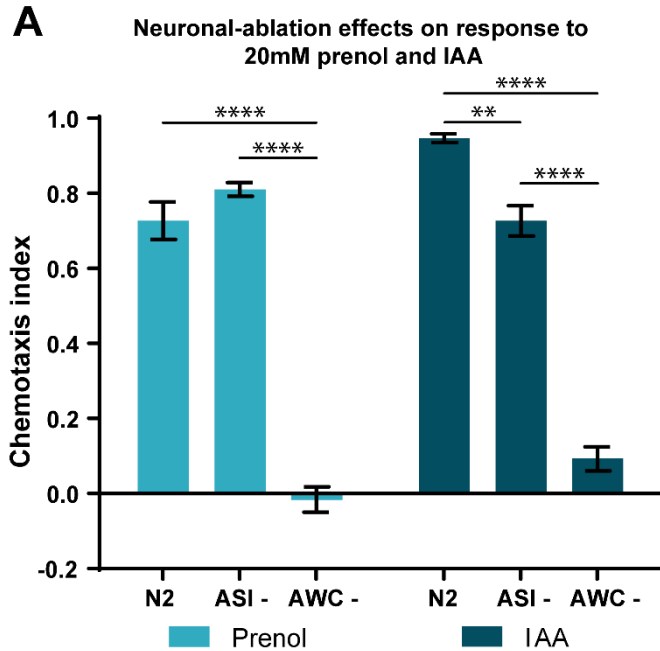 A
Neuronal-ablation effects on response to
20mM prenol and IAA
****
****
****
**
****
Chemotaxis index
1.0
0.8
0.6
0.4
0.2
0.0
-0.2
N2 ASI - AWC - N2 ASI - AWC -
Prenol IAA